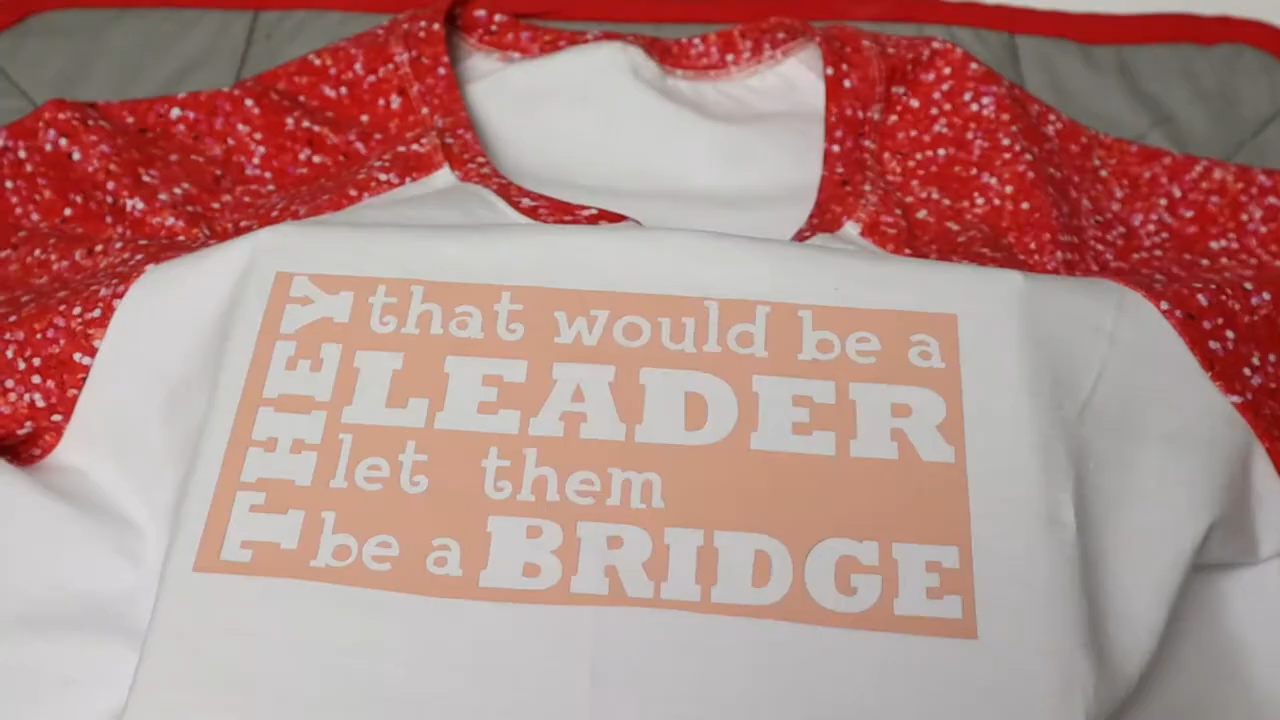 THEY
that would be a
LEADER
let them
be a BRIDGE